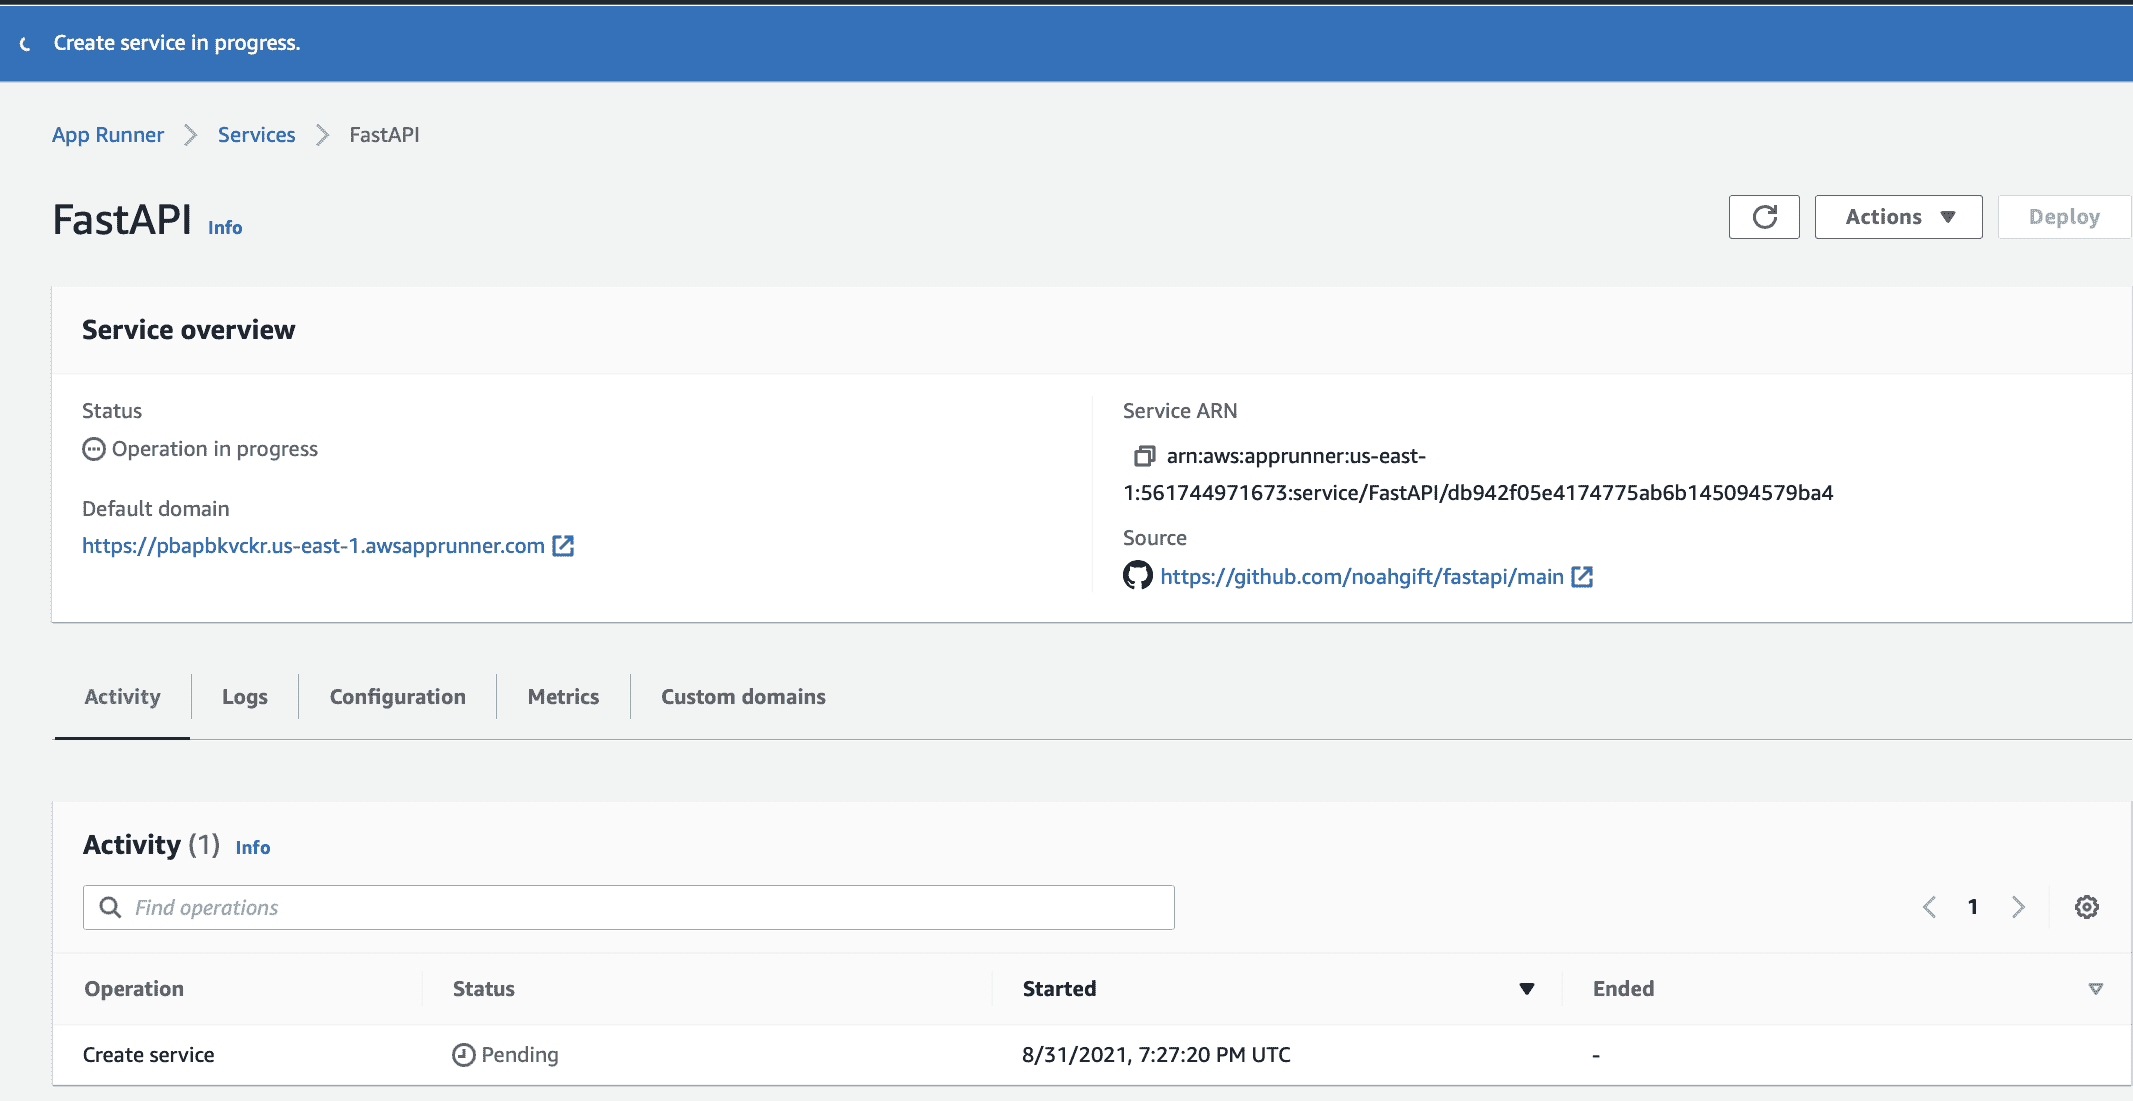 Create service in progress.
App Runner Services FastAPI
FastAPI Info
Actions Deploy
Service overview
Status
Operation in progress
Default domain
https://pbapbkvckr.us-east-1.awsapprunner.com
Service ARN
arn:aws:apprunner:us-east-
1:561744971673:service/FastAPI/db942f05e4174775ab6b145094579ba4
Source
https://github.com/noahgift/fastapi/main
Activity Logs Configuration Metrics Custom domains
Activity (1) Info
Find operations
1
Operation Status Started Ended
Create service Pending 8/31/2021, 7:27:20 PM UTC -